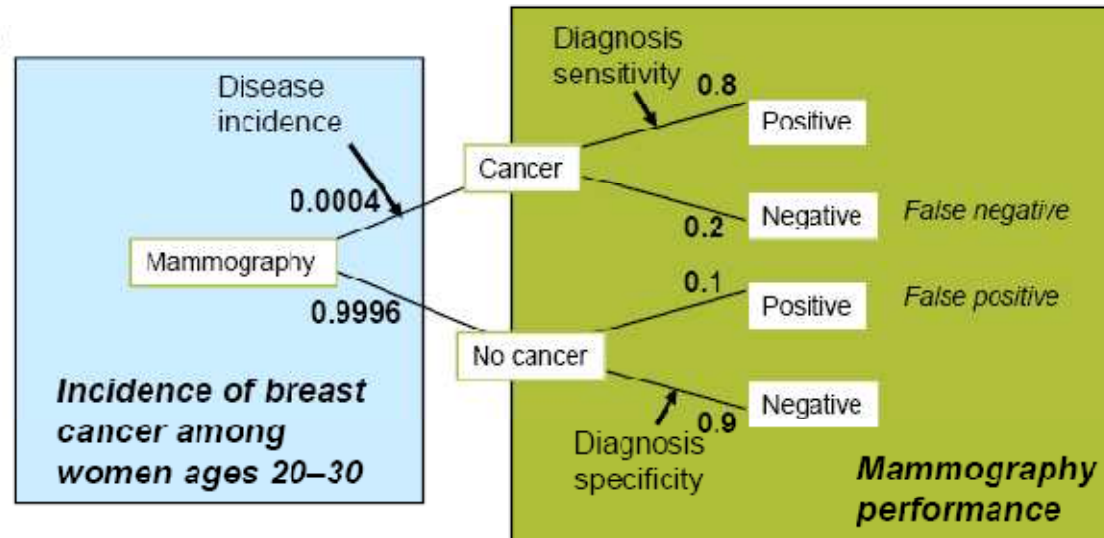 Disease
incidence
0.0004
Mammography
0.9996
Incidence of breast
cancer among
women ages 20–30
Diagnosis
sensitivity
0.8
Positive
Cancer
0.2
Negative
False negative
0.1
Positive
False positive
No cancer
0.9
Negative
Diagnosis
specificity
Mammography
performance